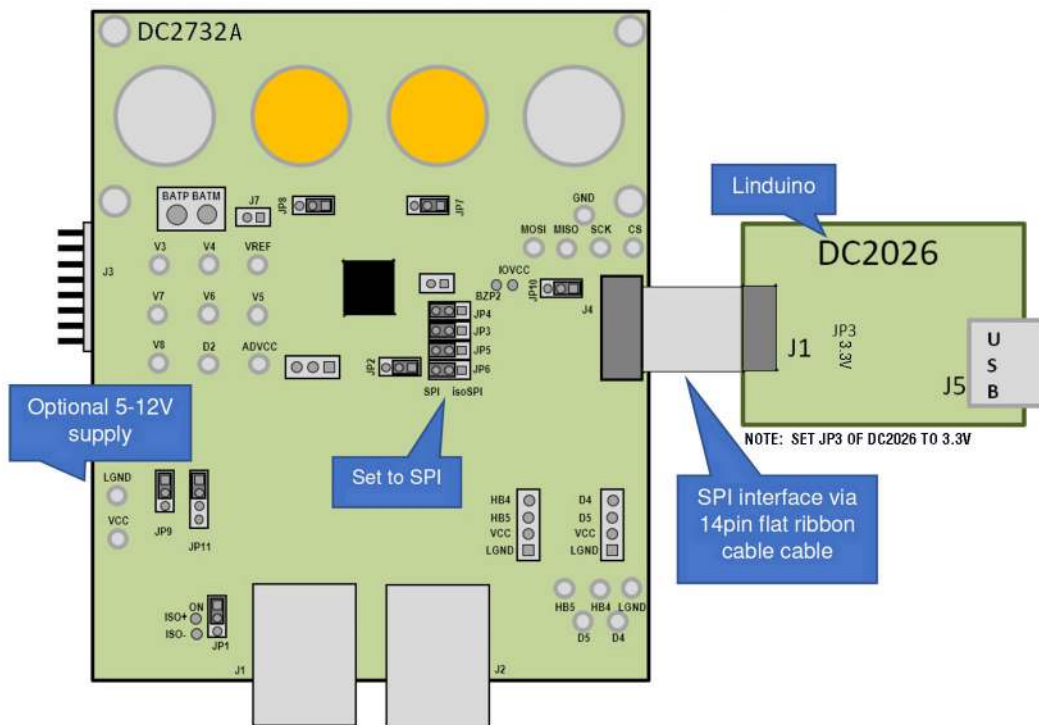 DC2732A
BATP BATM
J7
JP8
JP7
GND
MOSI MISO SCK CS
V3 V4 VREF
J3
IOVCC
BZP2
JP10
J4
V7 V6 V5
JP4
JP3
JP5
JP6
V8 D2 ADVCC
JP2
SPI isoSPI
Linduino
DC2026
J1
JP3
3.3V
J5
U
S
B
NOTE: SET JP3 OF DC2026 TO 3.3V
Optional 5-12V
supply
Set to SPI
SPI interface via
14pin flat ribbon
cable cable
LGND
VCC
JP9
JP11
HB4
HB5
VCC
LGND
D4
D5
VCC
LGND
HB5 HB4 LGND
D5 D4
ON
ISO+
ISO-
JP1
J1
J2